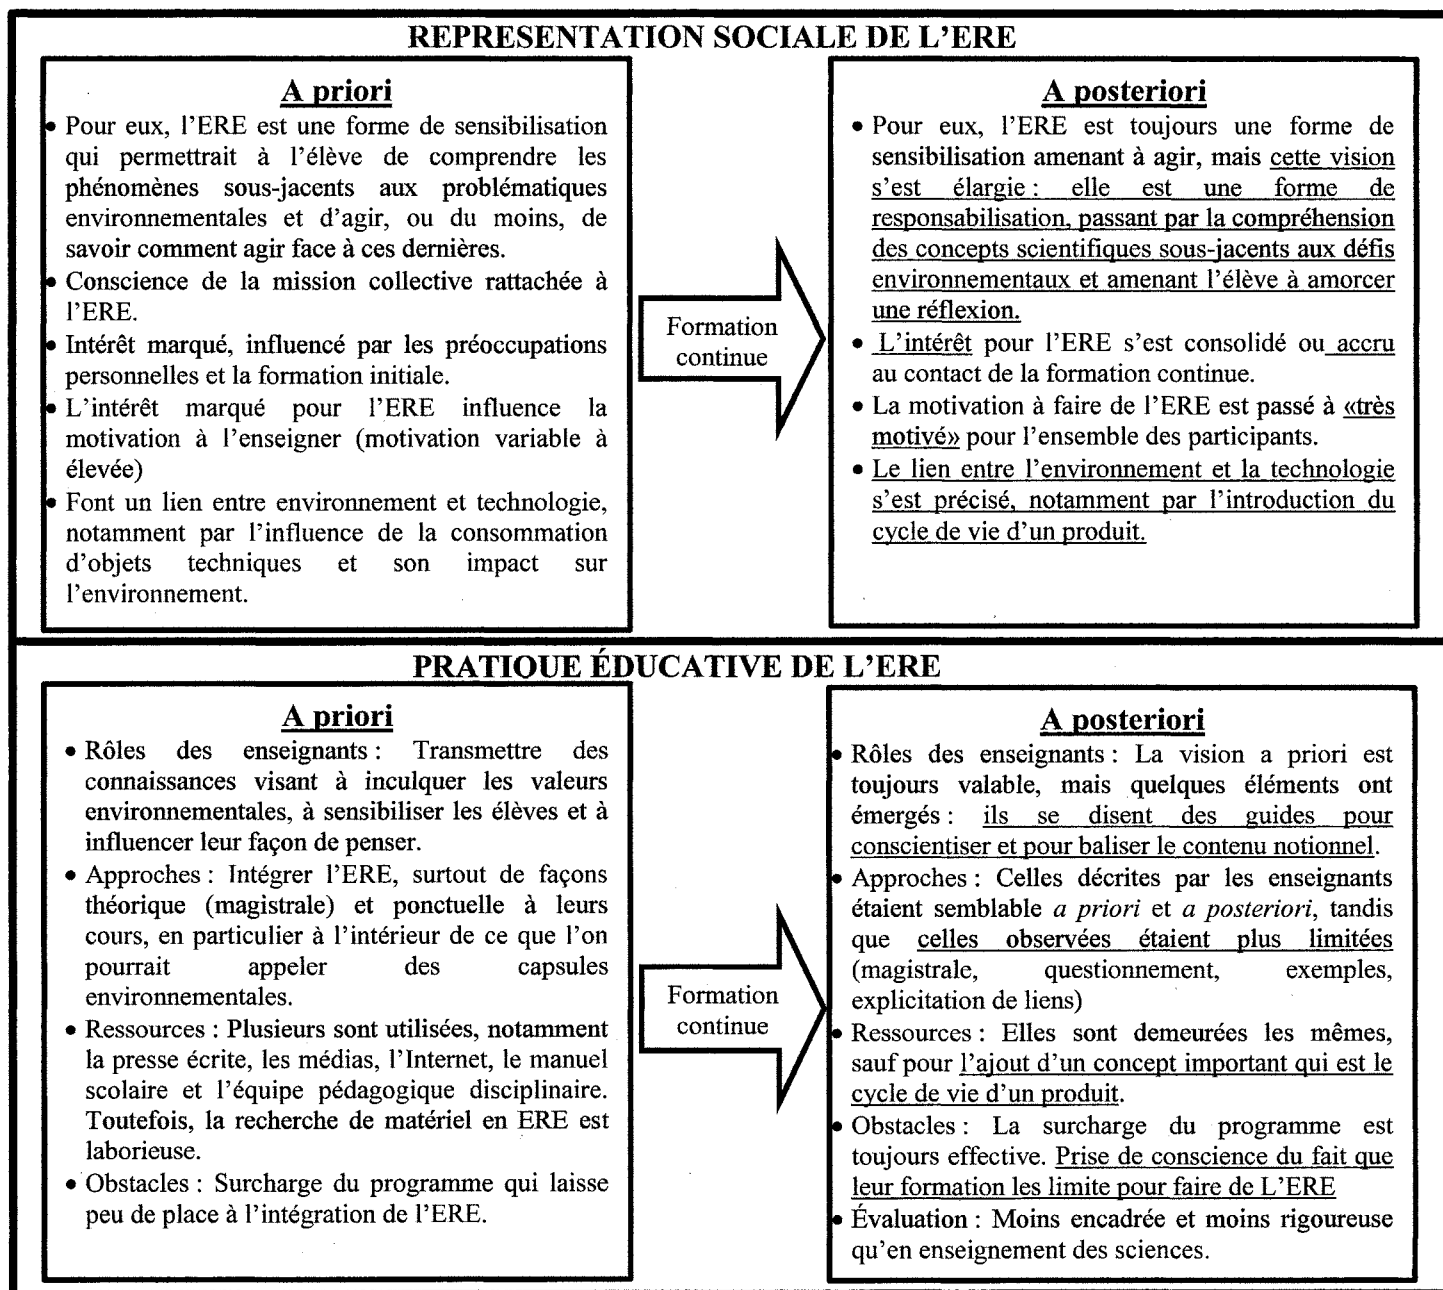 REPRESENTATION SOCIALE DE L'ERE
A priori
• Pour eux, l'ERE est une forme de sensibilisation
qui permettrait à l'élève de comprendre les
phénomènes sous-jacents aux problématiques
environnementales et d'agir, ou du moins, de
savoir comment agir face à ces dernières.
• Conscience de la mission collective rattachée à
l'ERE.
• Intérêt marqué, influencé par les préoccupations
personnelles et la formation initiale.
• L'intérêt marqué pour l'ERE influence la
motivation à l'enseigner (motivation variable à
élevée)
• Font un lien entre environnement et technologie,
notamment par l'influence de la consommation
d'objets techniques et son impact sur
l'environnement.
Formation
continue
A posteriori
• Pour eux, l'ERE est toujours une forme de
sensibilisation amenant à agir, mais cette vision
s'est élargie : elle est une forme de
responsabilisation, passant par la compréhension
des concepts scientifiques sous-jacents aux défis
environnementaux et amenant l'élève à amorcer
une réflexion.
• L'intérêt pour l'ERE s'est consolidé ou accru
au contact de la formation continue.
• La motivation à faire de l'ERE est passé à «très
motivé» pour l'ensemble des participants.
• Le lien entre l'environnement et la technologie
s'est précisé, notamment par l'introduction du
cycle de vie d'un produit.
PRATIQUE ÉDUCATIVE DE L'ERE
A priori
• Rôles des enseignants : Transmettre des
connaissances visant à inculquer les valeurs
environnementales, à sensibiliser les élèves et à
influencer leur façon de penser.
• Approches : Intégrer l'ERE, surtout de façons
théorique (magistrale) et ponctuelle à leurs
cours, en particulier à l'intérieur de ce que l'on
pourrait appeler des capsules
environnementales.
• Ressources : Plusieurs sont utilisées, notamment
la presse écrite, les médias, l'Internet, le manuel
scolaire et l'équipe pédagogique disciplinaire.
Toutefois, la recherche de matériel en ERE est
laborieuse.
• Obstacles : Surcharge du programme qui laisse
peu de place à l'intégration de l'ERE.
Formation
continue
A posteriori
• Rôles des enseignants : La vision a priori est
toujours valable, mais quelques éléments ont
émergés : ils se disent des guides pour
conscientiser et pour baliser le contenu notionnel.
• Approches : Celles décrites par les enseignants
étaient semblable a priori et a posteriori, tandis
que celles observées étaient plus limitées
(magistrale, questionnement, exemples,
explicitation de liens)
• Ressources : Elles sont demeurées les mêmes,
sauf pour l'ajout d'un concept important qui est le
cycle de vie d'un produit.
• Obstacles : La surcharge du programme est
toujours effective. Prise de conscience du fait que
leur formation les limite pour faire de L'ERE
• Évaluation : Moins encadrée et moins rigoureuse
qu'en enseignement des sciences.